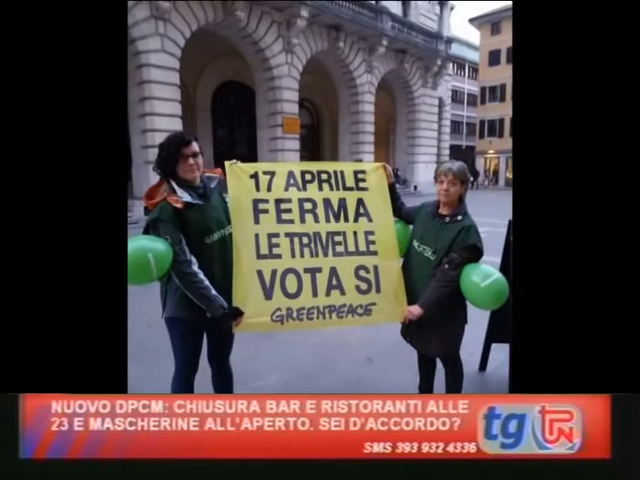 17 APRILE
FERMA
LE TRIVELLE
VOTA SI
GREENPEACE
NUOVO DPCM: CHIUSURA BAR E RISTORANTI ALLE
23 E MASCHERINE ALL'APERTO. SEI D'ACCORDO?
SMS 393 932 4336
tg TPN